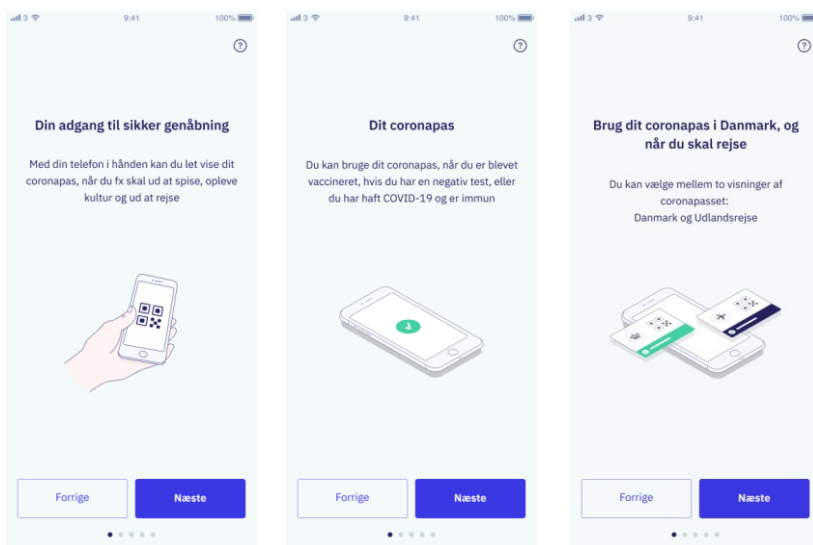 3
9:41
100%
?
Din adgang til sikker genåbning
Med din telefon i hånden kan du let vise dit
coronapas, når du fx skal ud at spise, opleve
kultur og ud at rejse
Forrige
Næste
3
9:41
100%
?
Dit coronapas
Du kan bruge dit coronapas, når du er blevet
vaccineret, hvis du har en negativ test, eller
du har haft COVID-19 og er immun
Forrige
Næste
3
9:41
100%
?
Brug dit coronapas i Danmark, og
når du skal rejse
Du kan vælge mellem to visninger af
coronapasset:
Danmark og Udlandsrejse
Forrige
Næste